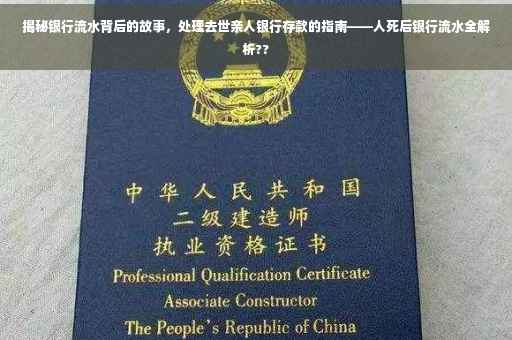 揭秘银行流水背后的故事，处理去世亲人银行存款的指南——人死后银行流水全解
析??
中华人民共和国
二级建造师
执业资格证书
Professional Qualification Certificate
Associate Constructor
The People's Republic of China